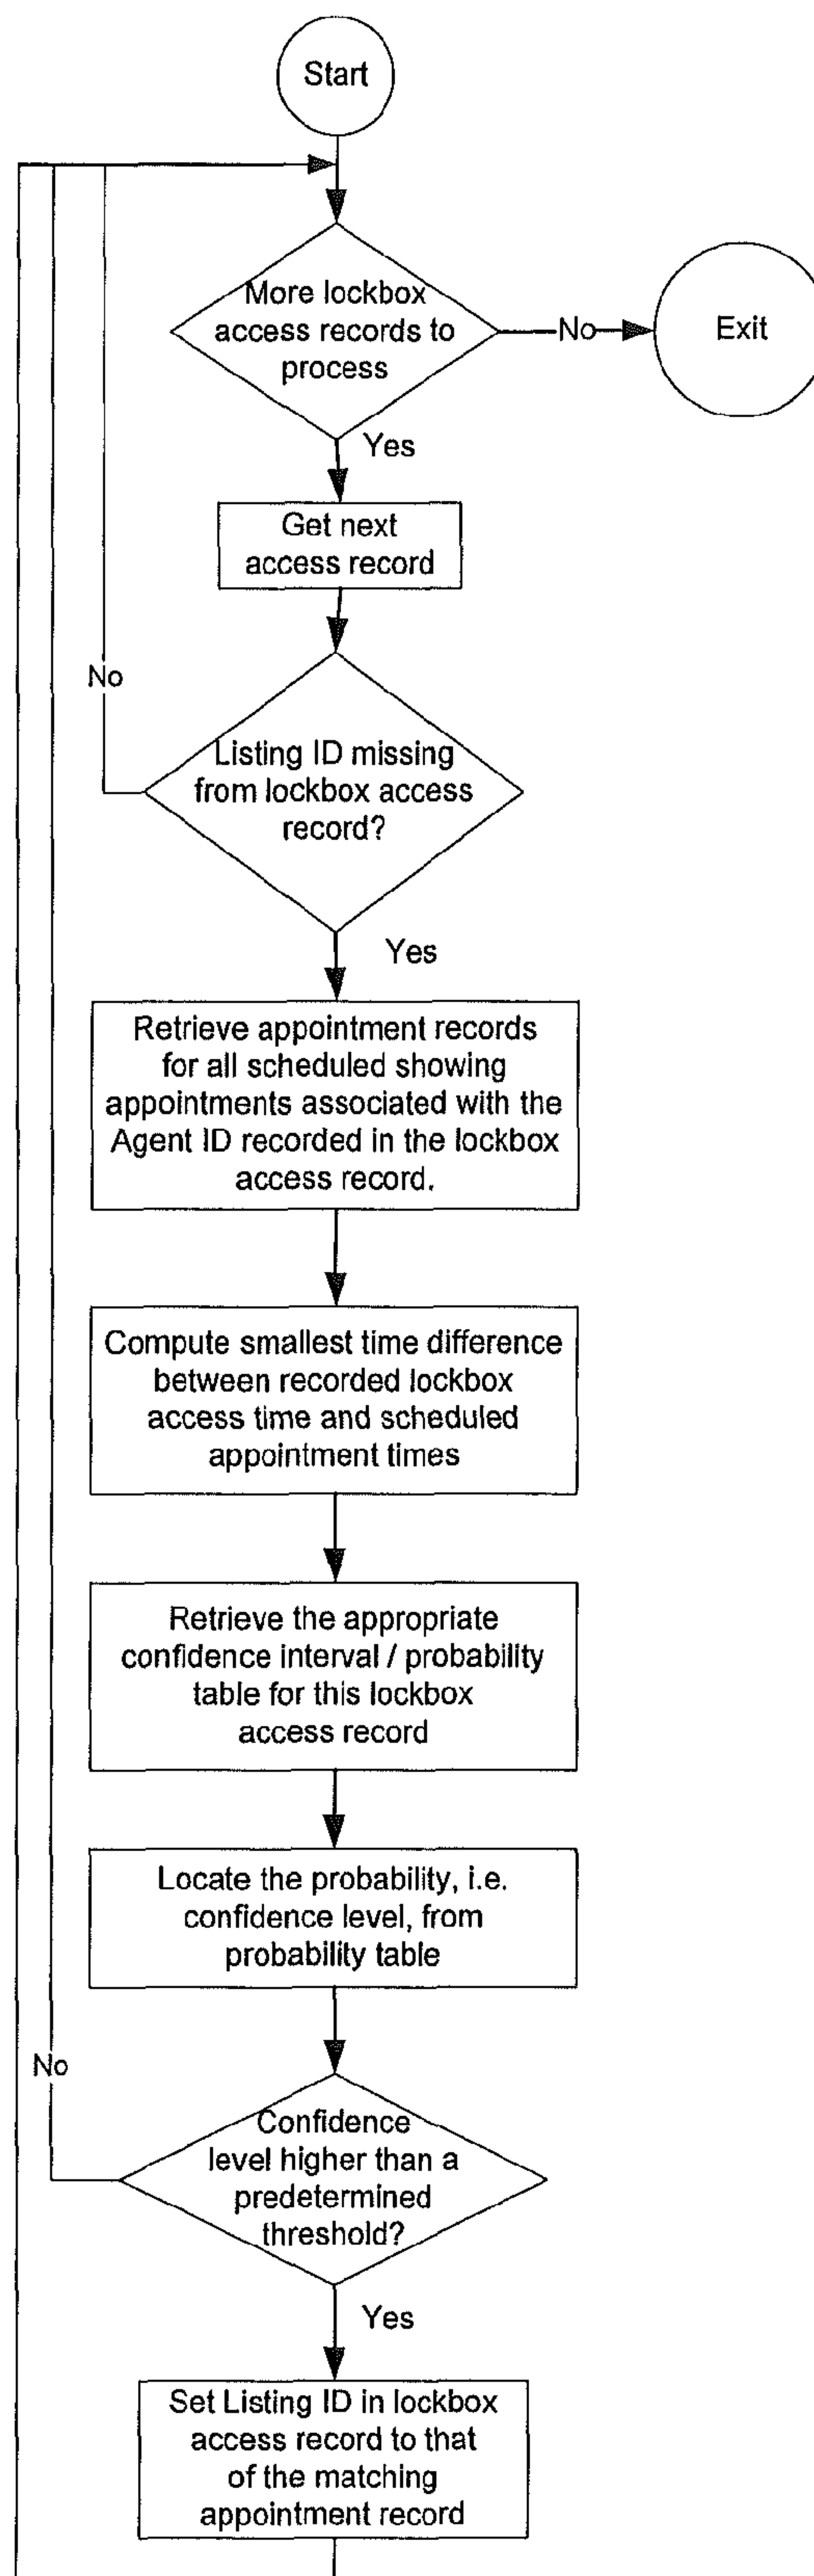 Start
More lockbox
access records to
process
No
Exit
Yes
Get next
access record
No
Listing ID missing
from lockbox access
record?
Yes
Retrieve appointment records
for all scheduled showing
appointments associated with the
Agent ID recorded in the lockbox
access record.
Compute smallest time difference
between recorded lockbox
access time and scheduled
appointment times
Retrieve the appropriate
confidence interval / probability
table for this lockbox
access record
Locate the probability, i.e.
confidence level, from
probability table
No
Confidence
level higher than a
predetermined
threshold?
Yes
Set Listing ID in lockbox
access record to that
of the matching
appointment record